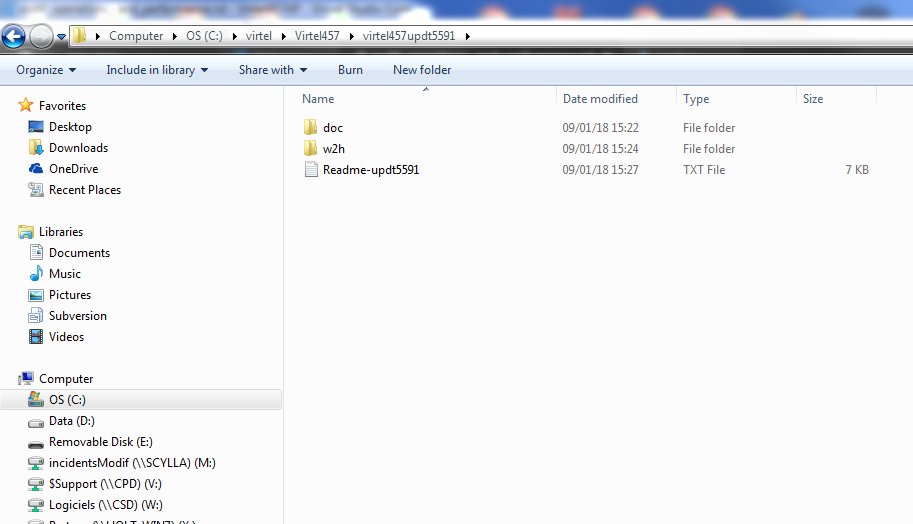 Computer OS (C:) virtel Virtel457 virtel457updt5591
Organize Include in library Share with Burn New folder
Name Date modified Type Size
Favorites
Desktop
Downloads
OneDrive
Recent Places
Libraries
Documents
Music
Pictures
Subversion
Videos
Computer
OS (C:)
Data (D:)
Removable Disk (E:)
incidentsModif (\\SCYLLA) (M:)
$Support (\\CPD) (V:)
Logiciels (\\CSD) (W:)
doc 09/01/18 15:22 File folder
w2h 09/01/18 15:24 File folder
Readme-updt5591 09/01/18 15:27 TXT File 7 KB